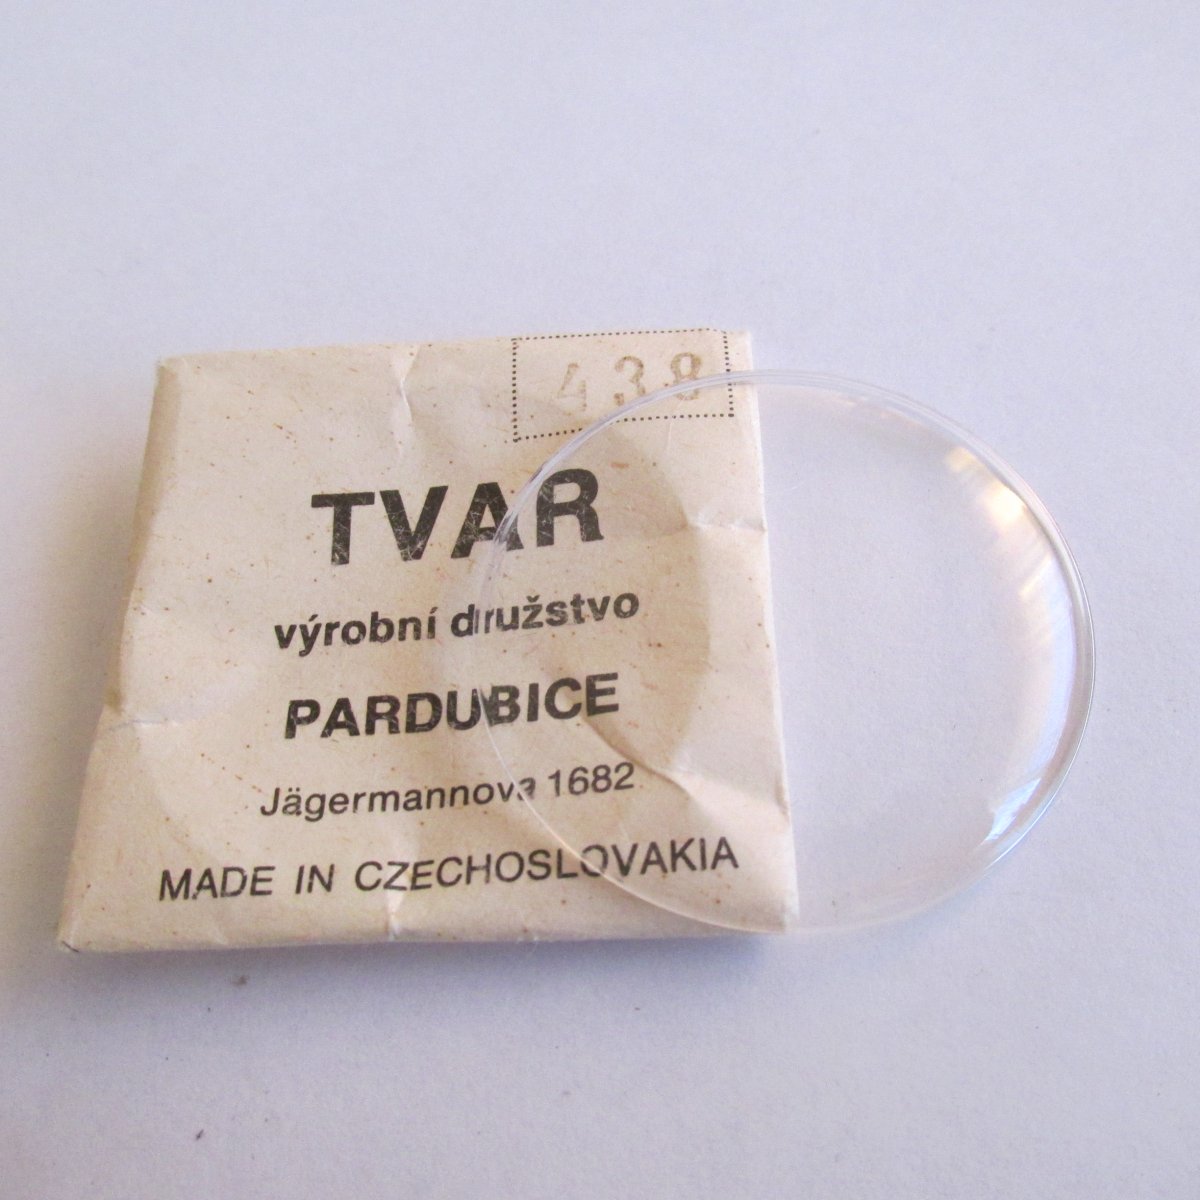 438
TVAR
výrobní družstvo
PARDUBICE
Jägermannova 1682
MADE IN CZECHOSLOVAKIA